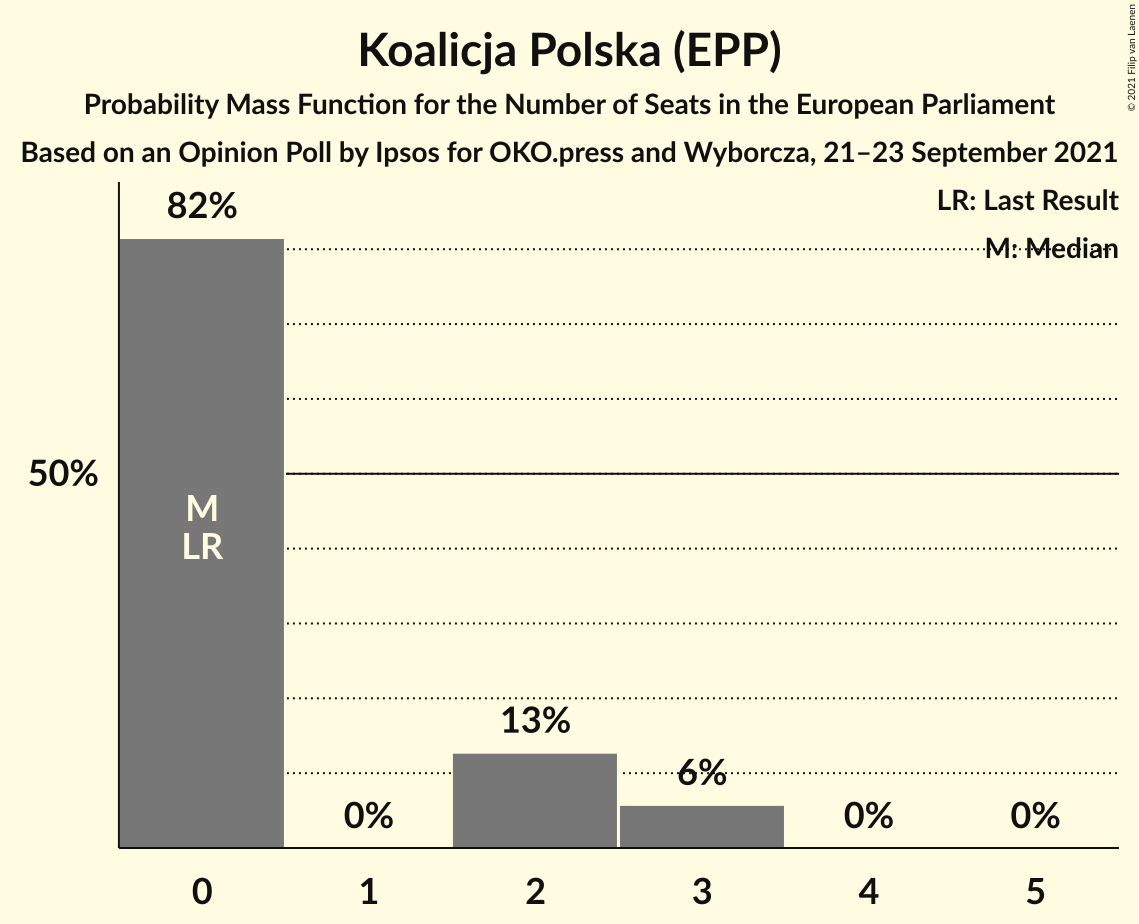 Koalicja Polska (EPP)
Probability Mass Function for the Number of Seats in the European Parliament
Based on an Opinion Poll by Ipsos for OKO.press and Wyborcza, 21–23 September 2021
© 2021 Filip van Laenen
LR: Last Result
M: Median
82%
50%
M
LR
13%
6%
0%
0%
0%
0 1 2 3 4 5